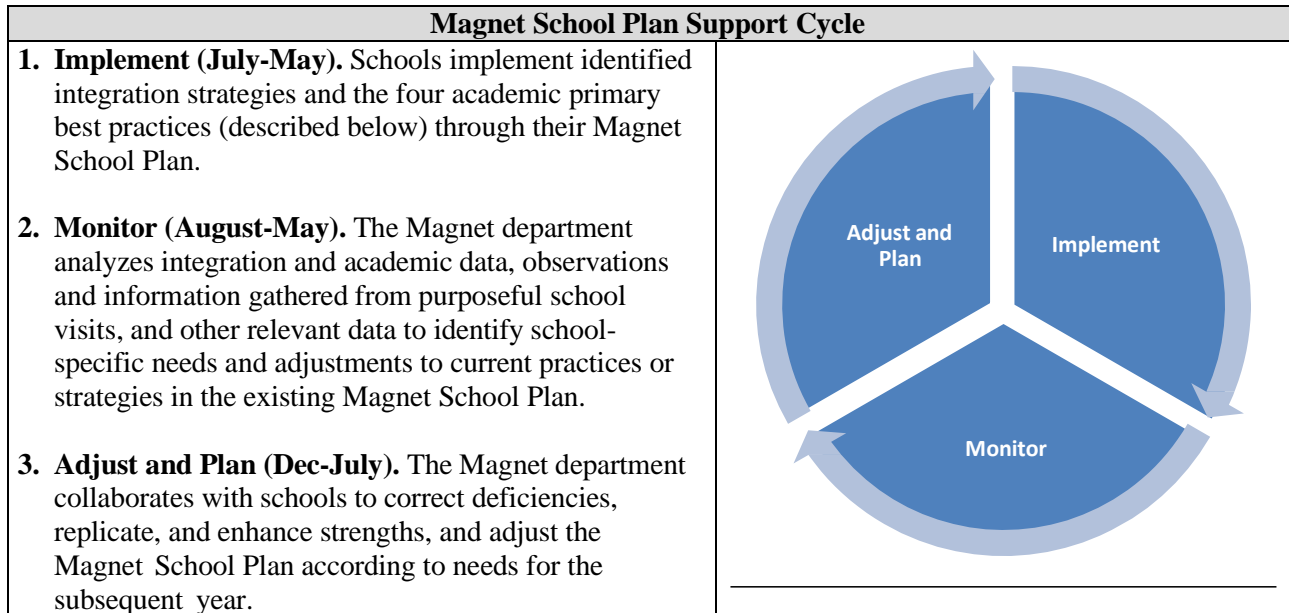 Magnet School Plan Support Cycle
1. Implement (July-May). Schools implement identified
integration strategies and the four academic primary
best practices (described below) through their Magnet
School Plan.
2. Monitor (August-May). The Magnet department
analyzes integration and academic data, observations
and information gathered from purposeful school
visits, and other relevant data to identify school-
specific needs and adjustments to current practices or
strategies in the existing Magnet School Plan.
3. Adjust and Plan (Dec-July). The Magnet department
collaborates with schools to correct deficiencies,
replicate, and enhance strengths, and adjust the
Magnet School Plan according to needs for the
subsequent year.
Adjust and
Plan
Implement
Monitor